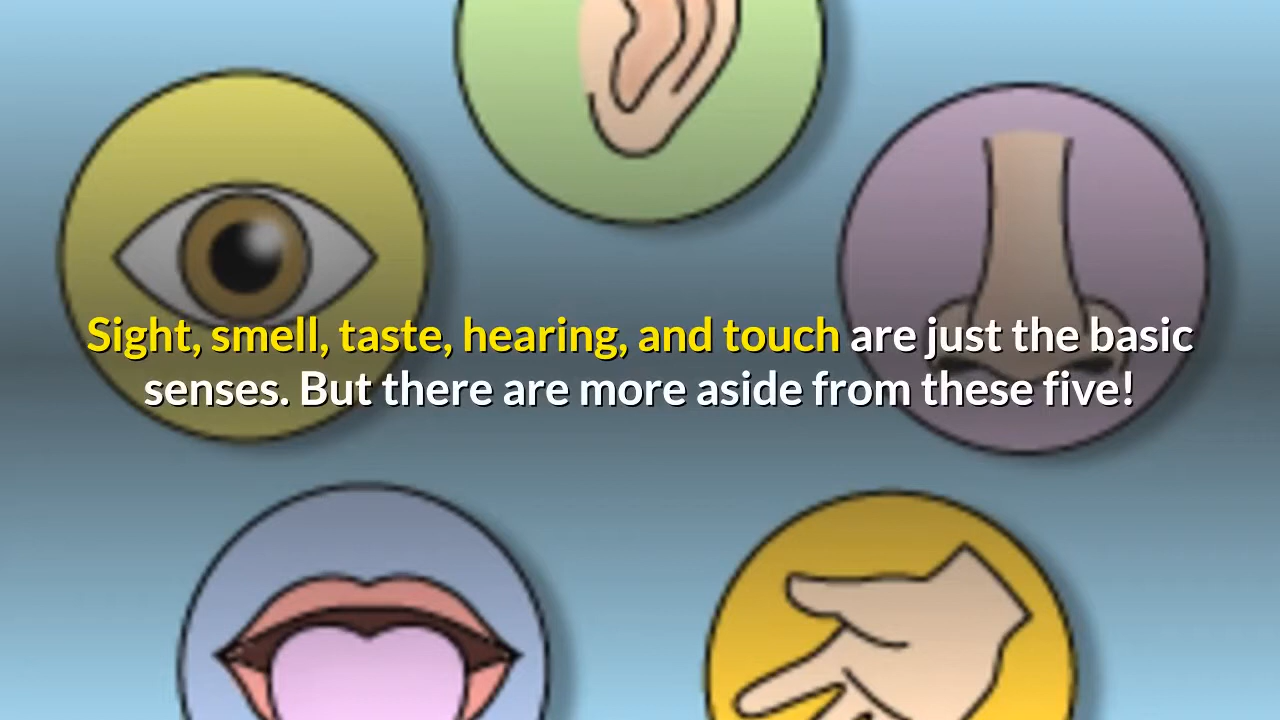 Sight, smell, taste, hearing, and touch are just the basic
senses. But there are more aside from these five!